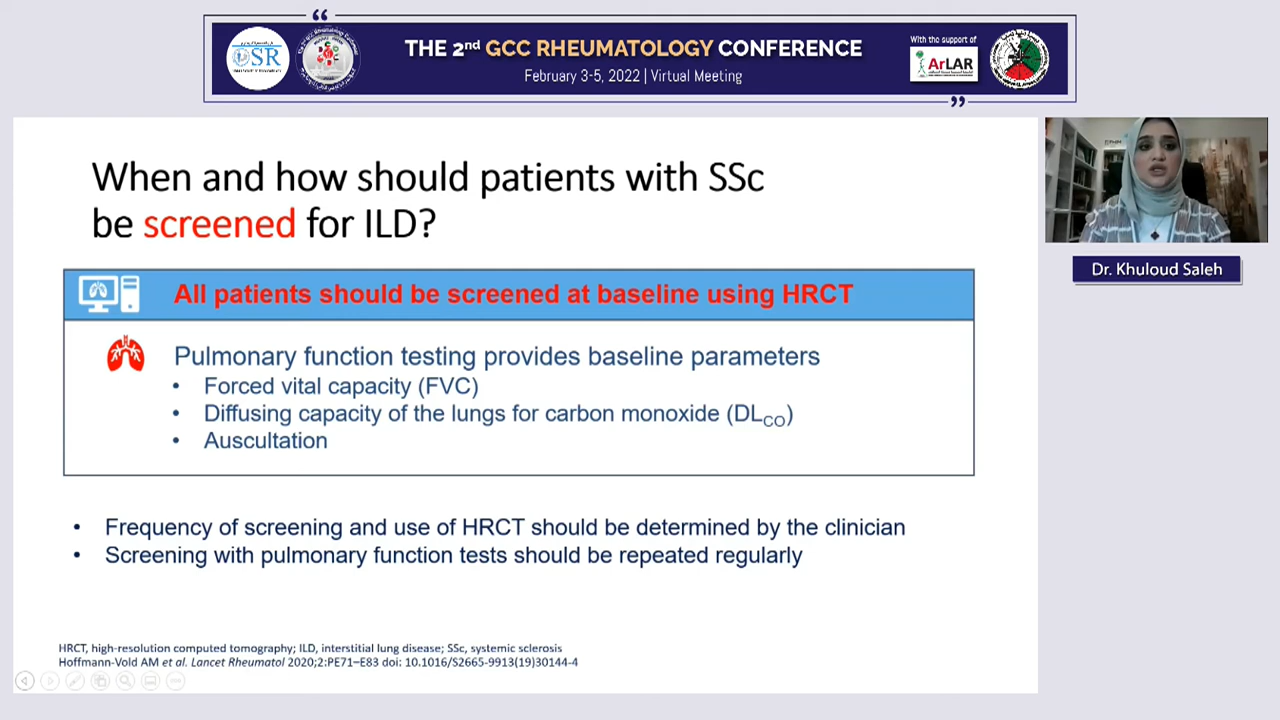 THE 2nd GCC RHEUMATOLOGY CONFERENCE
February 3-5, 2022 | Virtual Meeting
OSR
With the support of
ArLAR
Dr. Khuloud Saleh
When and how should patients with SSc
be screened for ILD?
All patients should be screened at baseline using HRCT
Pulmonary function testing provides baseline parameters
• Forced vital capacity (FVC)
• Diffusing capacity of the lungs for carbon monoxide (DLCO)
• Auscultation
• Frequency of screening and use of HRCT should be determined by the clinician
• Screening with pulmonary function tests should be repeated regularly
HRCT, high-resolution computed tomography; ILD, interstitial lung disease; SSc, systemic sclerosis
Hoffmann-Vold AM et al. Lancet Rheumatol 2020;2:PE71–E83 doi: 10.1016/S2665-9913(19)30144-4